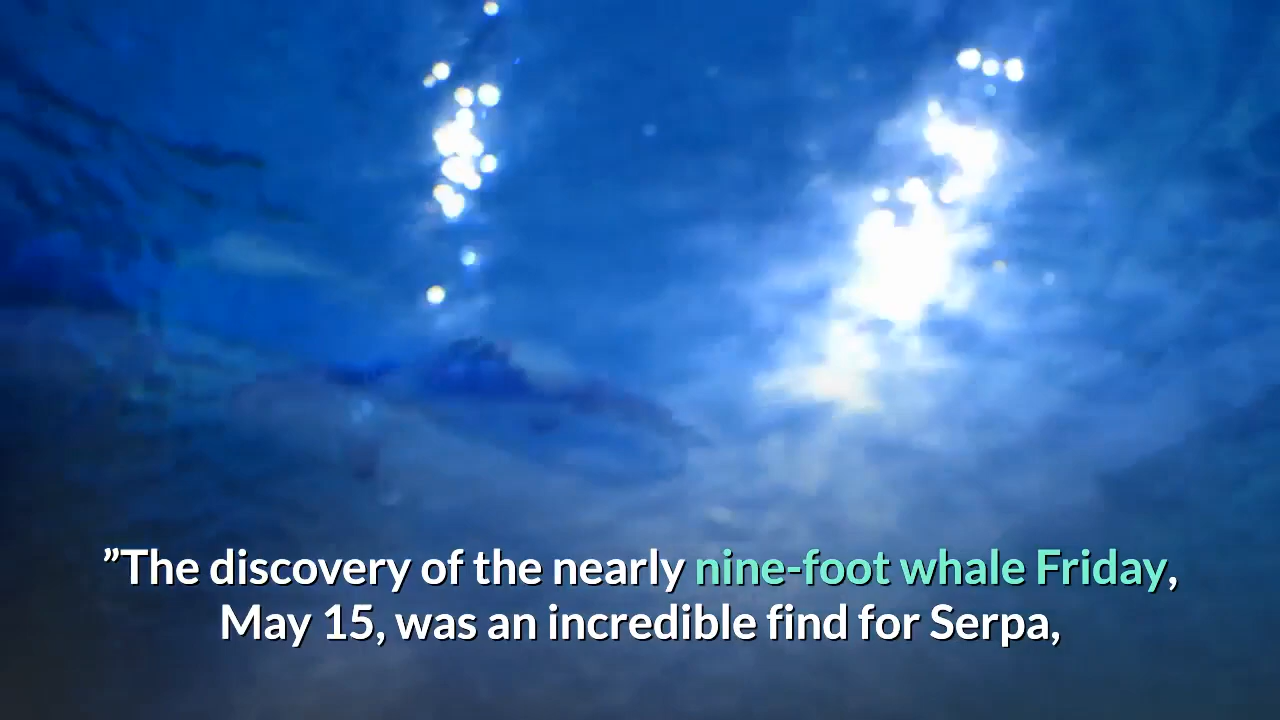 ”The discovery of the nearly nine-foot whale Friday,
May 15, was an incredible find for Serpa,